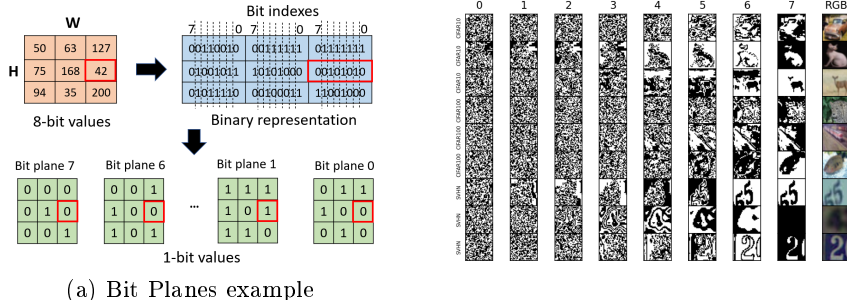 W
H
50 63 127
75 168 42
94 35 200
8-bit values
Bit indexes
7 0 7 0 7 0
00110010 00111111 01111111
01001011 10101000 00101010
01011110 00100011 11001000
Binary representation
Bit plane 7
0 0 0
0 1 0
0 0 1
Bit plane 6
0 0 1
1 0 0
1 0 1
...
Bit plane 1
1 1 1
1 0 1
1 1 0
Bit plane 0
0 1 1
1 0 0
0 1 0
1-bit values
(a) Bit Planes example
0 1 2 3 4 5 6 7 RGB
CIFAR10
CIFAR10
CIFAR10
CIFAR100
CIFAR100
CIFAR100
SVHN
SVHN
SVHN